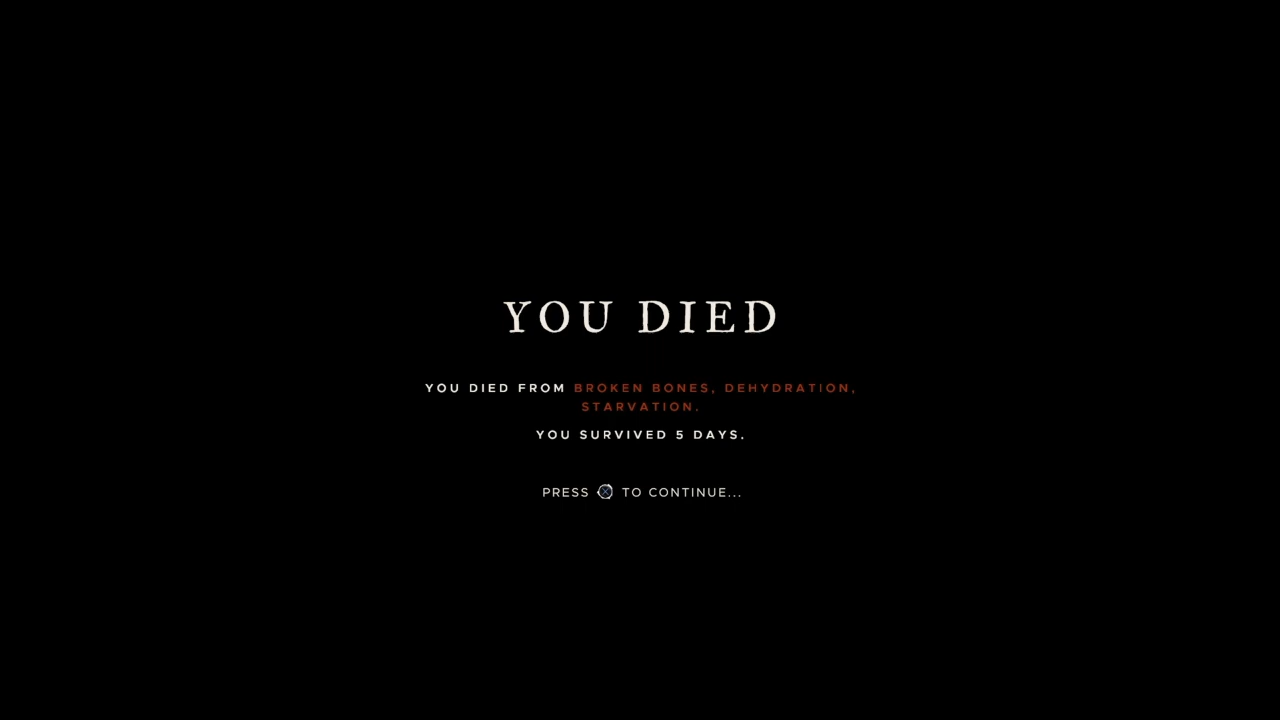 YOU DIED
YOU DIED FROM BROKEN BONES, DEHYDRATION,
STARVATION.
YOU SURVIVED 5 DAYS.
PRESS TO CONTINUE...